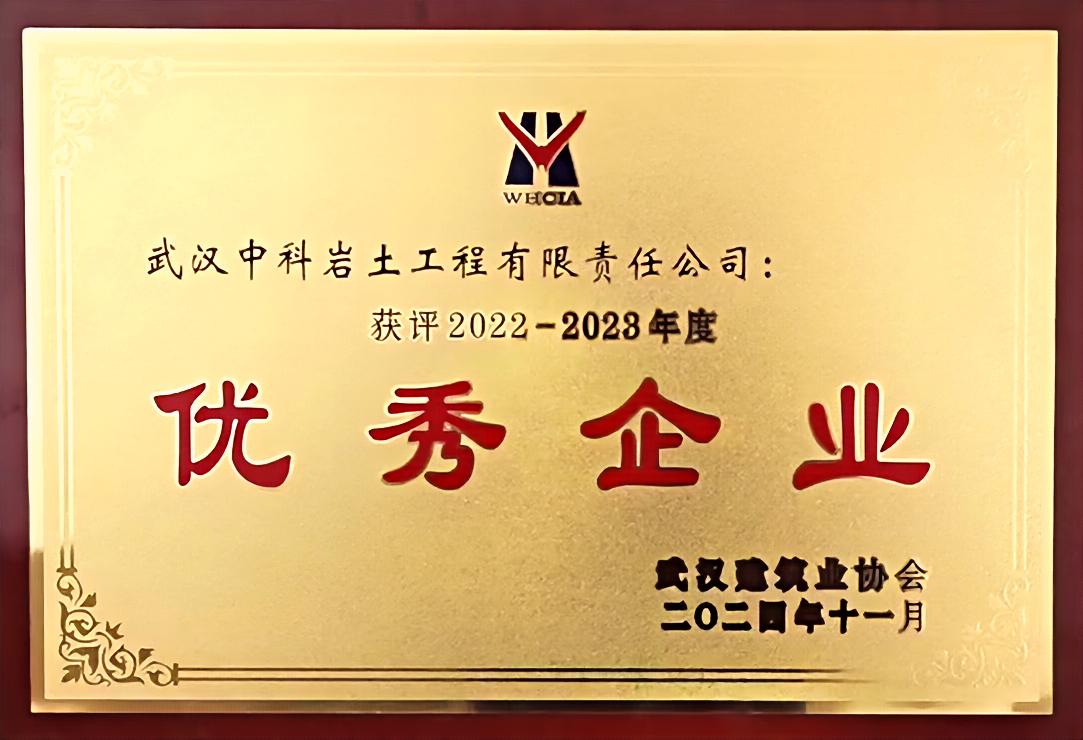 WHCIA
武汉中科岩土工程有限责任公司：
获评2022-2023年度
优秀企业
武汉建筑业协会
二〇二四年十一月